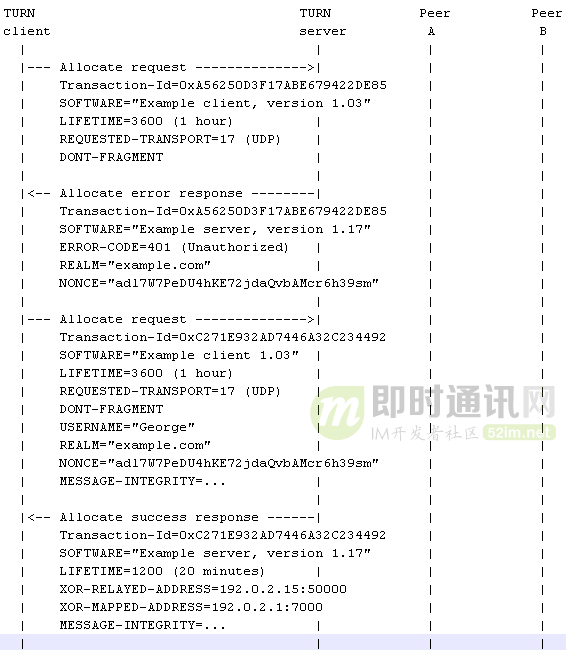 TURN TURN Peer Peer
client server A B
| | | |
|--- Allocate request -------------->| | |
| Transaction-Id=0xA56250D3F17ABE679422DE85 | |
| SOFTWARE="Example client, version 1.03" | |
| LIFETIME=3600 (1 hour) | | |
| REQUESTED-TRANSPORT=17 (UDP) | | |
| DONT-FRAGMENT | | |
| | | |
|<-- Allocate error response --------| | |
| Transaction-Id=0xA56250D3F17ABE679422DE85 | |
| SOFTWARE="Example server, version 1.17" | |
| ERROR-CODE=401 (Unauthorized) | | |
| REALM="example.com" | | |
| NONCE="adl7W7PeDU4hKE72jdaQvbAMcr6h39sm" | |
| | | |
|--- Allocate request -------------->| | |
| Transaction-Id=0xC271E932AD7446A32C234492 | |
| SOFTWARE="Example client 1.03" | | |
| LIFETIME=3600 (1 hour) | | |
| REQUESTED-TRANSPORT=17 (UDP) | | |
| DONT-FRAGMENT | | |
| USERNAME="George" | | |
| REALM="example.com" | | |
| NONCE="adl7W7PeDU4hKE72jdaQvbAMcr6h39sm" | |
| MESSAGE-INTEGRITY=... | | |
| | | |
|<-- Allocate success response ------| | |
| Transaction-Id=0xC271E932AD7446A32C234492 | |
| SOFTWARE="Example server, version 1.17" | |
| LIFETIME=1200 (20 minutes) | | |
| XOR-RELAYED-ADDRESS=192.0.2.15:50000 | |
| XOR-MAPPED-ADDRESS=192.0.2.1:7000 | |
| MESSAGE-INTEGRITY=... | | |
| | | |
m 即时通讯网
IM开发者社区 52im.net